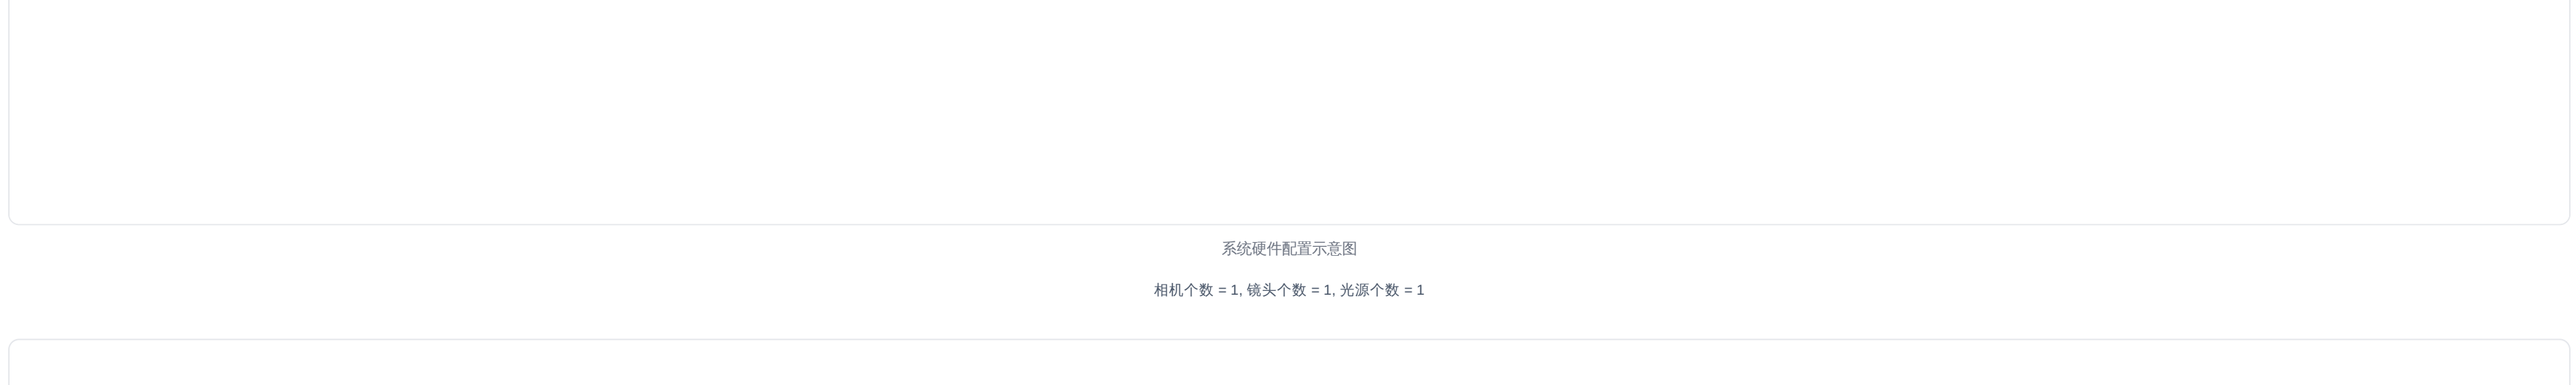 系统硬件配置示意图
相机个数 = 1, 镜头个数 = 1, 光源个数 = 1